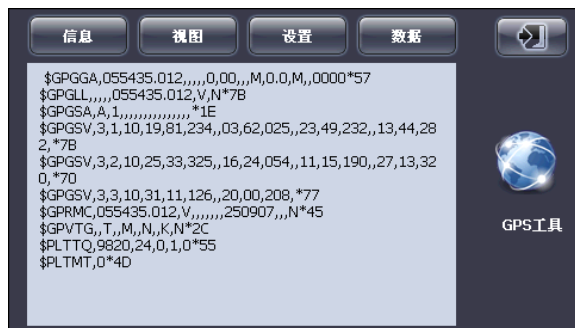 信息 视图 设置 数据
$GPGGA,055435.012,,,,,0,00,,,M,0.0,M,,0000*57
$GPGLL,,,,,055435.012,V,N*7B
$GPGSA,A,1,,,,,,,,,,,,,,,*1E
$GPGSV,3,1,10,19,81,234,,03,62,025,,23,49,232,,13,44,28
2,*7B
$GPGSV,3,2,10,25,33,325,,16,24,054,,11,15,190,,27,13,32
0,*70
$GPGSV,3,3,10,31,11,126,,20,00,208,*77
$GPRMC,055435.012,V,,,,,,,250907,,,N*45
$GPVTG,,T,,M,,N,,K,N*2C
$PLTTQ,9820,24,0,1,0*55
$PLTMT,0*4D
GPS工具